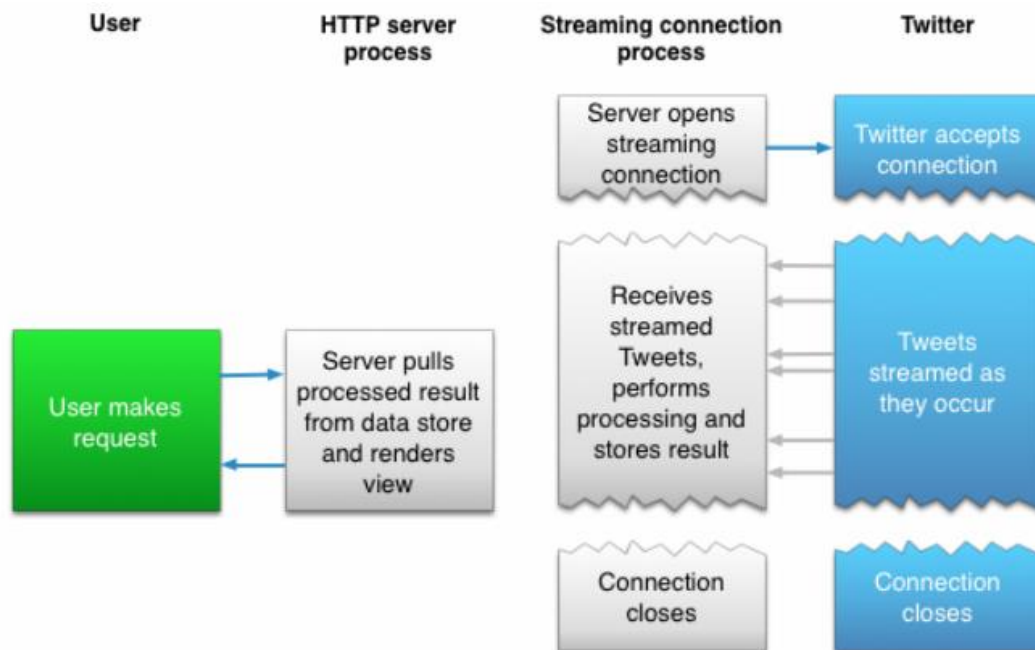 User
HTTP server
process
Streaming connection
process
Twitter
Server opens
streaming
connection
Twitter accepts
connection
User makes
request
Server pulls
processed result
from data store
and renders
view
Receives
streamed
Tweets,
performs
processing and
stores result
Tweets
streamed as
they occur
Connection
closes
Connection
closes